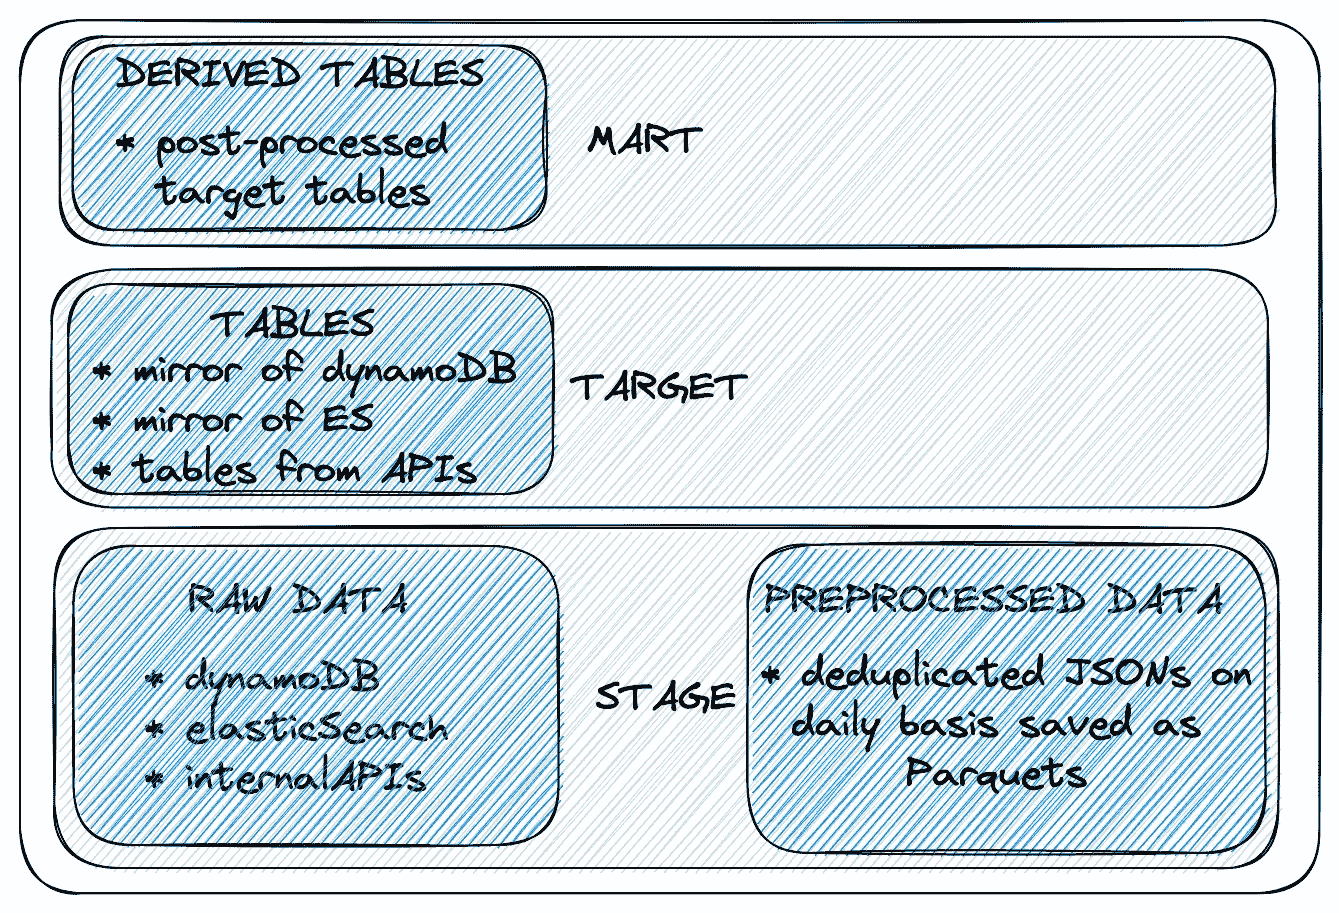 DERIVED TABLES
* post-processed
target tables
MART
TABLES
* mirror of dynamoDB
* mirror of ES
* tables from APIs
TARGET
RAW DATA
* dynamoDB
* elasticSearch
* internalAPIs
STAGE
PREPROCESSED DATA
* deduplicated JSONs on
daily basis saved as
Parquets